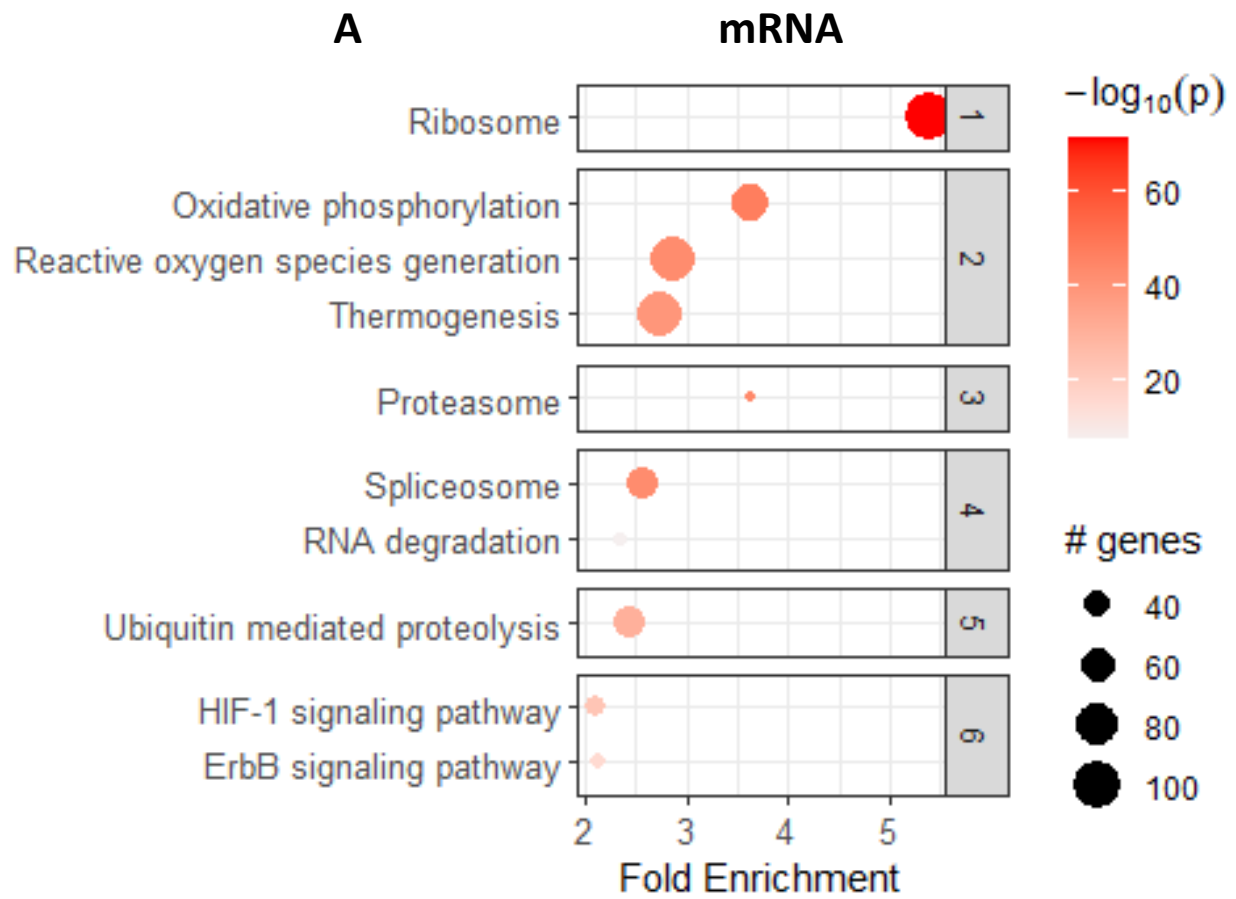 A
mRNA
Ribosome
1
Oxidative phosphorylation
Reactive oxygen species generation
Thermogenesis
2
Proteasome
3
Spliceosome
RNA degradation
4
Ubiquitin mediated proteolysis
5
HIF-1 signaling pathway
ErbB signaling pathway
6
2 3 4 5
Fold Enrichment
−log₁₀(p)
60
40
20
# genes
40
60
80
100